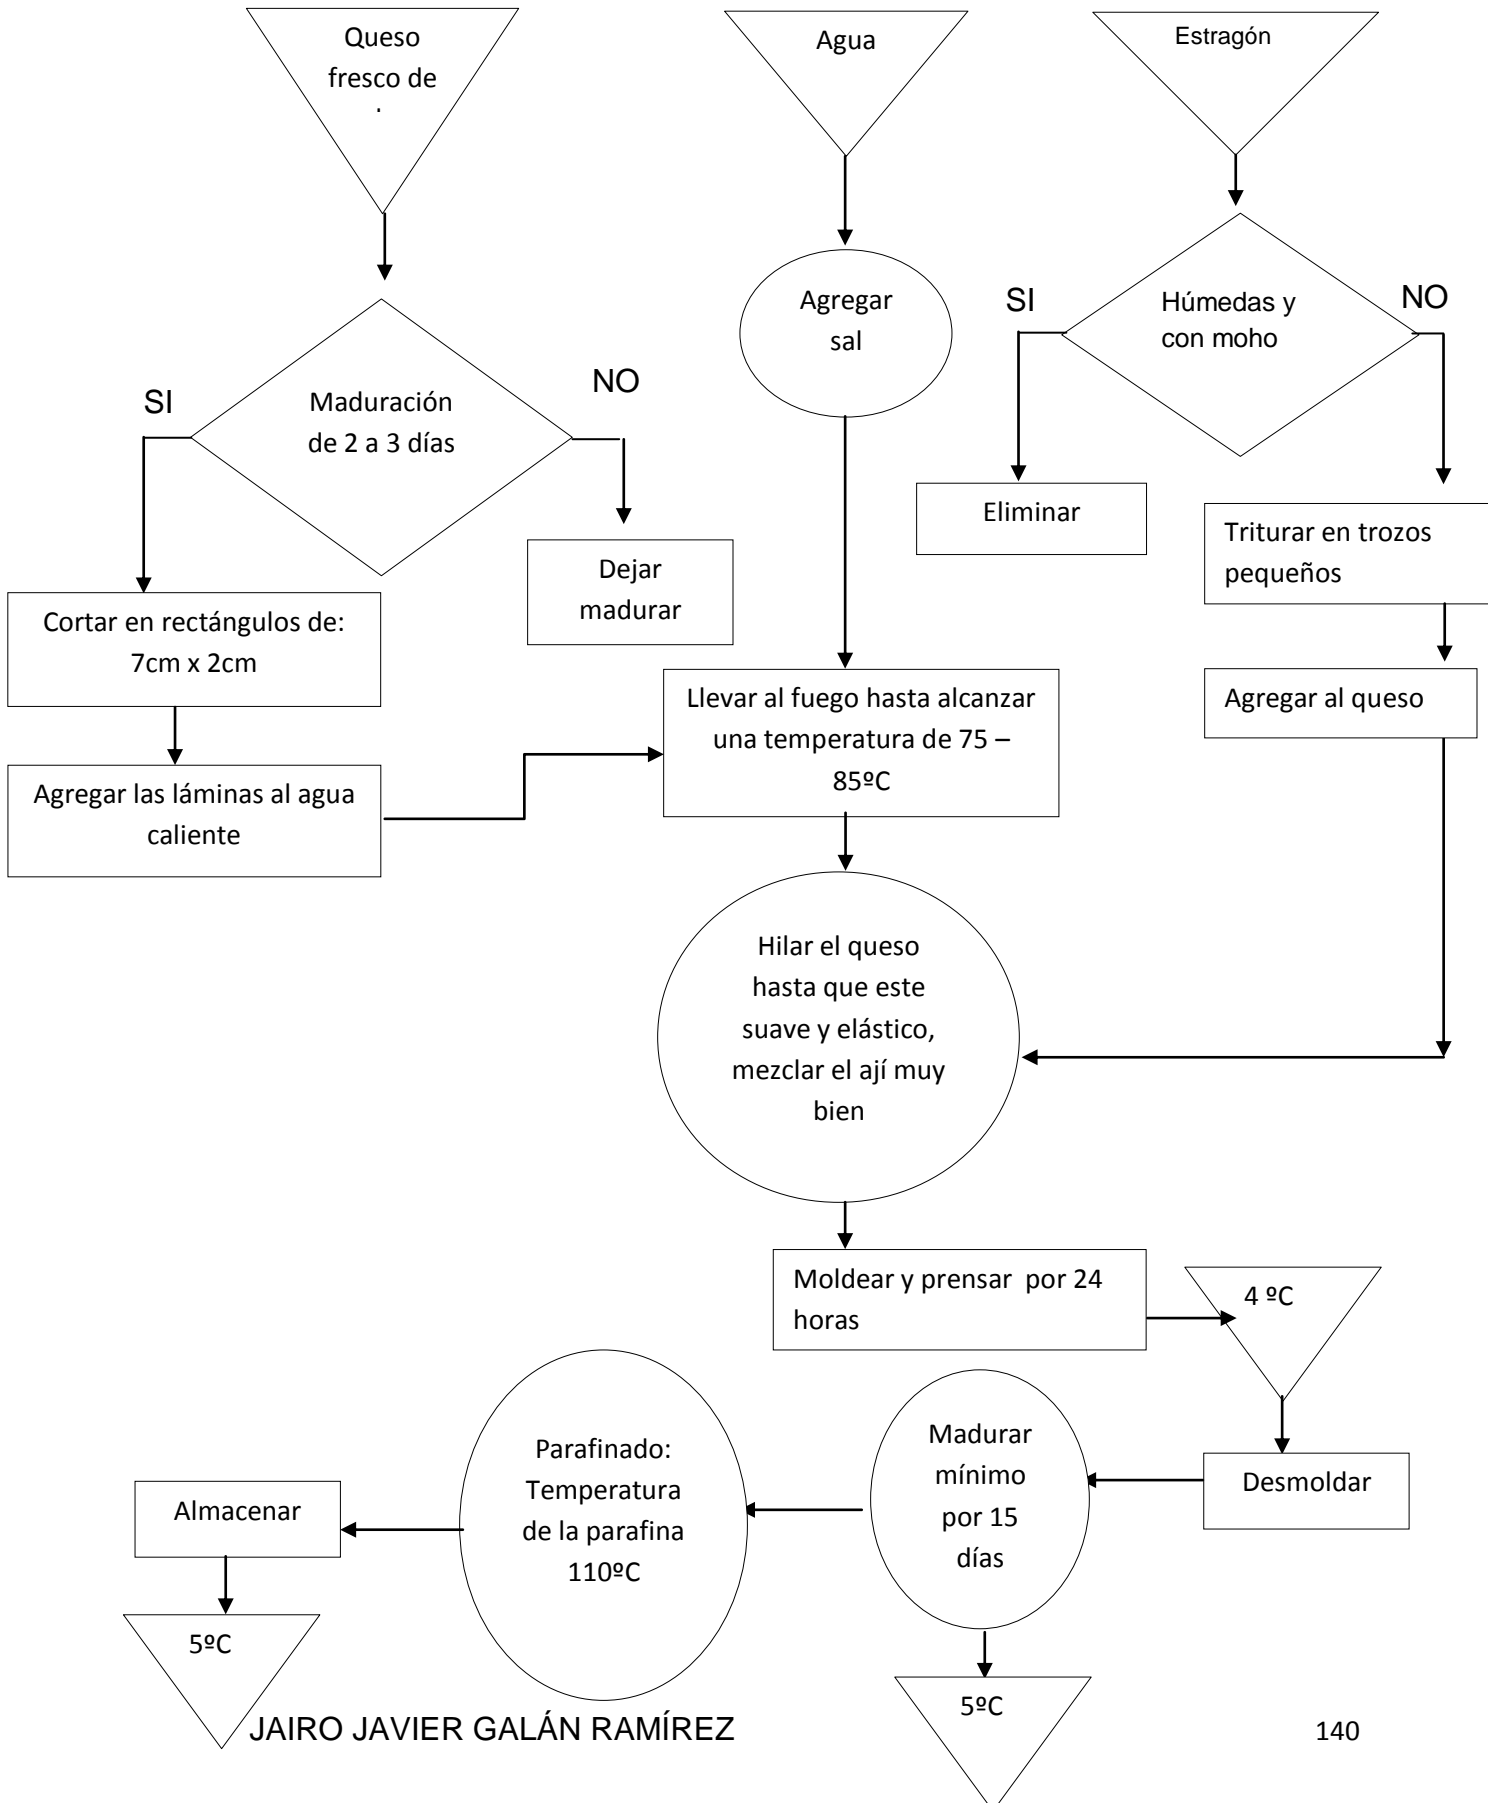 Queso
fresco de
Agua
Estragón
Agregar
sal
SI
Húmedas y
con moho
NO
SI
Maduración
de 2 a 3 días
NO
Eliminar
Triturar en trozos
pequeños
Dejar
madurar
Cortar en rectángulos de:
7cm x 2cm
Llevar al fuego hasta alcanzar
una temperatura de 75 –
85ºC
Agregar al queso
Agregar las láminas al agua
caliente
Hilar el queso
hasta que este
suave y elástico,
mezclar el ají muy
bien
Moldear y prensar  por 24
horas
4 ºC
Desmoldar
Madurar
mínimo
por 15
días
Parafinado:
Temperatura
de la parafina
110ºC
Almacenar
5ºC
5ºC
JAIRO JAVIER GALÁN RAMÍREZ
140